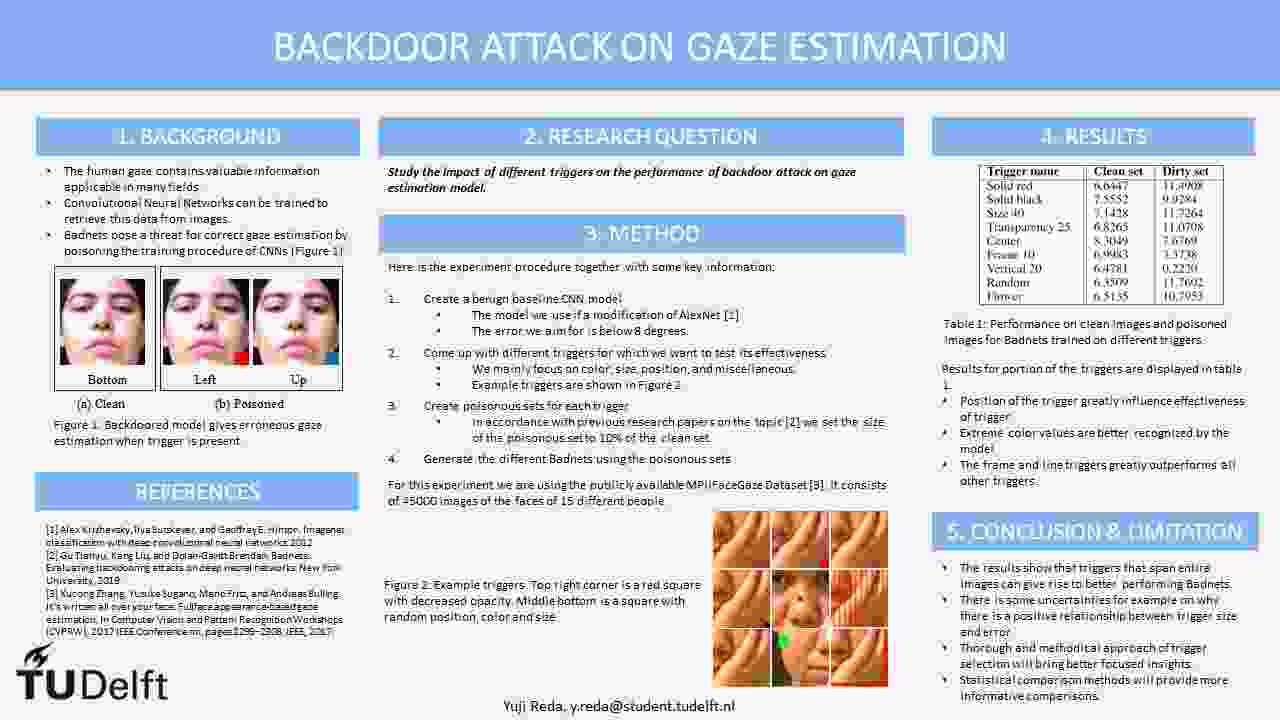 BACKDOOR ATTACK ON GAZE ESTIMATION
1. BACKGROUND
• The human gaze contains valuable information
applicable in many fields
• Convolutional Neural Networks can be trained to
retrieve this data from images.
• Badnets pose a threat for correct gaze estimation by
poisoning the training procedure of CNNs (Figure 1)
Bottom
Left
Up
(a) Clean
(b) Poisoned
Figure 1. Backdoored model gives erroneous gaze
estimation when trigger is present
REFERENCES
[1] Alex Krizhevsky, Ilya Sutskever, and Geoffrey E. Hinton. Imagenet
classification with deep convolutional neural networks. 2012
[2] Gu Tianyu, Kang Liu, and Dolan-Gavitt Brendan. Badnets:
Evaluating backdooring attacks on deep neural networks. New York
University, 2019
[3] Xucong Zhang, Yusuke Sugano, Mario Fritz, and Andreas Bulling.
It's written all over your face: Fullface appearance-based gaze
estimation. In Computer Vision and Pattern Recognition Workshops
(CVPRW), 2017 IEEE Conference on, pages 2299–2308. IEEE, 2017.
TUDelft
2. RESEARCH QUESTION
Study the impact of different triggers on the performance of backdoor attack on gaze
estimation model.
3. METHOD
Here is the experiment procedure together with some key information:
1. Create a benign baseline CNN model
• The model we use if a modification of AlexNet [1]
• The error we aim for is below 8 degrees.
2. Come up with different triggers for which we want to test its effectiveness
• We mainly focus on color, size, position, and miscellaneous.
• Example triggers are shown in Figure 2
3. Create poisonous sets for each trigger
• In accordance with previous research papers on the topic [2] we set the size
of the poisonous set to 10% of the clean set.
4. Generate the different Badnets using the poisonous sets
For this experiment we are using the publicly available MPIIFaceGaze Dataset [3]. It consists
of 45000 images of the faces of 15 different people
Figure 2: Example triggers. Top right corner is a red square
with decreased opacity. Middle bottom is a square with
random position, color and size
Yuji Reda, y.reda@student.tudelft.nl
4. RESULTS
Trigger name Clean set Dirty set
Solid red 6.6447 11.4908
Solid black 7.5552 9.9284
Size 40 7.1428 11.7264
Transparency 25 6.8265 11.0708
Center 8.3049 7.6769
Frame 10 6.9983 3.3738
Vertical 20 6.4781 0.2220
Random 6.3509 11.7602
Flower 6.5135 10.7953
Table 1: Performance on clean images and poisoned
images for Badnets trained on different triggers.
Results for portion of the triggers are displayed in table
1.
• Position of the trigger greatly influence effectiveness
of trigger.
• Extreme color values are better recognized by the
model
• The frame and line triggers greatly outperforms all
other triggers.
5. CONCLUSION & LIMITATION
• The results show that triggers that span entire
images can give rise to better performing Badnets.
• There is some uncertainties for example on why
there is a positive relationship between trigger size
and error
• Thorough and methodical approach of trigger
selection will bring better focused insights
• Statistical comparison methods will provide more
informative comparisons.